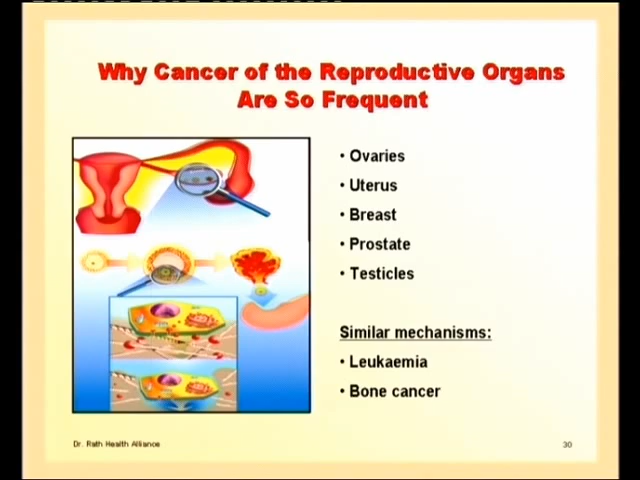 Why Cancer of the Reproductive Organs
Are So Frequent
• Ovaries
• Uterus
• Breast
• Prostate
• Testicles
Similar mechanisms:
• Leukaemia
• Bone cancer
Dr. Rath Health Alliance
30